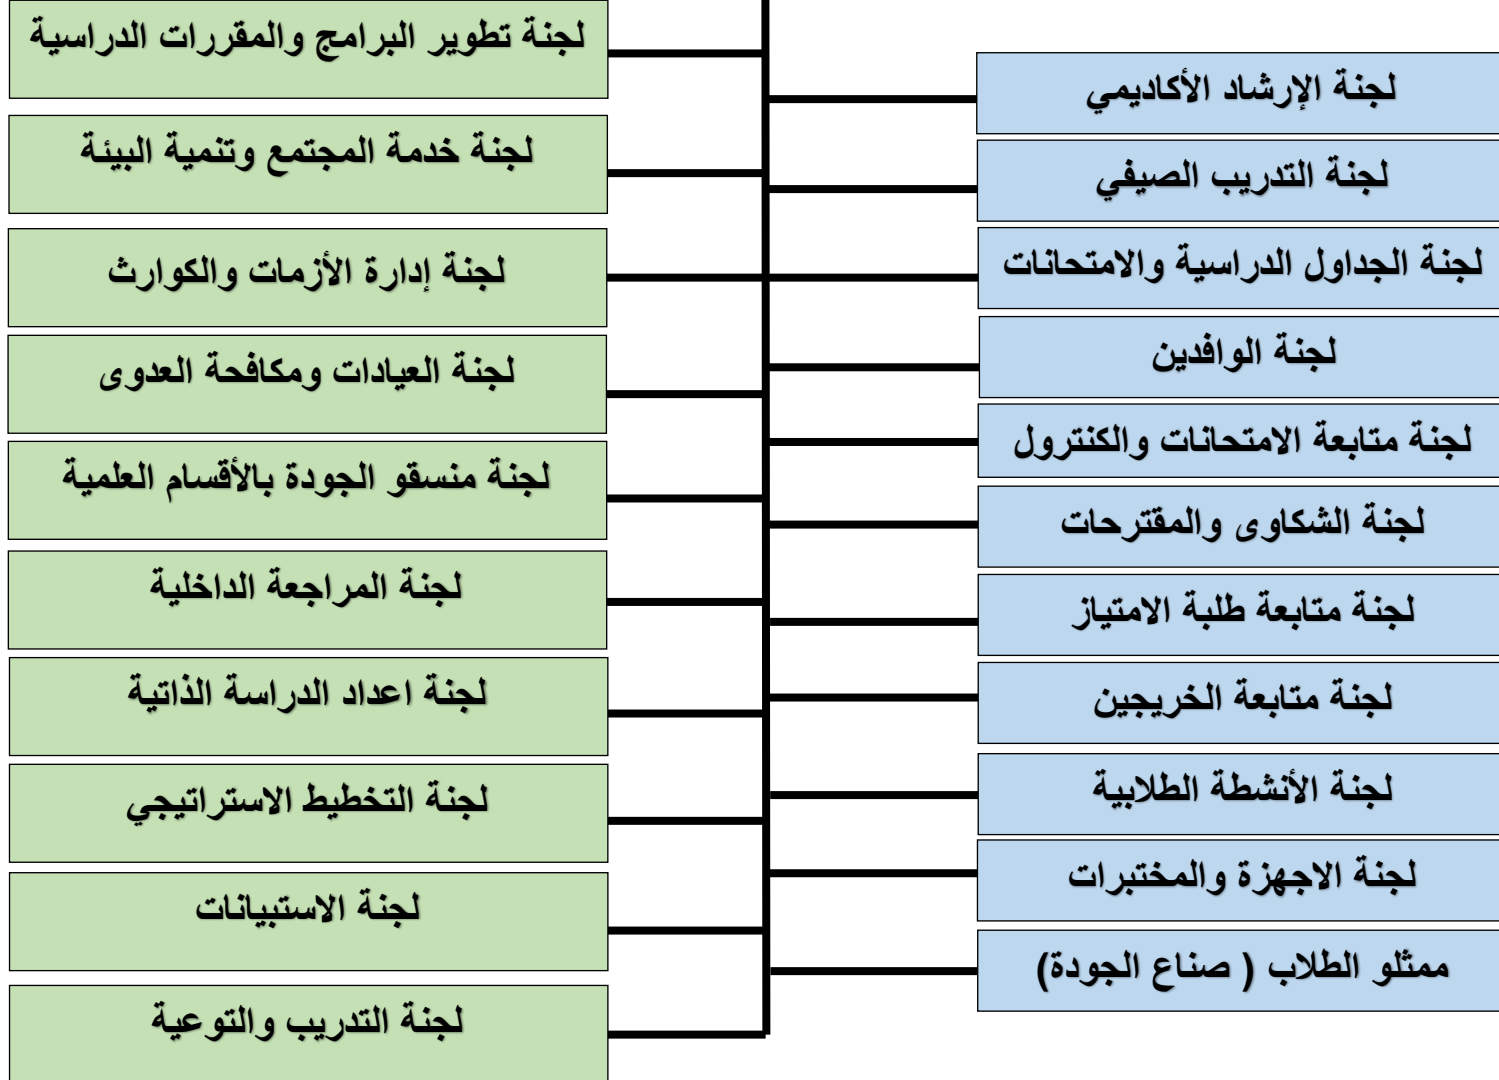 لجنة الإرشاد الأكاديمي
لجنة التدريب الصيفي
لجنة الجداول الدراسية والامتحانات
لجنة الوافدين
لجنة متابعة الامتحانات والكنترول
لجنة الشكاوى والمقترحات
لجنة متابعة طلبة الامتياز
لجنة متابعة الخريجين
لجنة الأنشطة الطلابية
لجنة الاجهزة والمختبرات
ممثلو الطلاب ( صناع الجودة)
لجنة تطوير البرامج والمقررات الدراسية
لجنة خدمة المجتمع وتنمية البيئة
لجنة إدارة الأزمات والكوارث
لجنة العيادات ومكافحة العدوى
لجنة منسقو الجودة بالأقسام العلمية
لجنة المراجعة الداخلية
لجنة اعداد الدراسة الذاتية
لجنة التخطيط الاستراتيجي
لجنة الاستبيانات
لجنة التدريب والتوعية